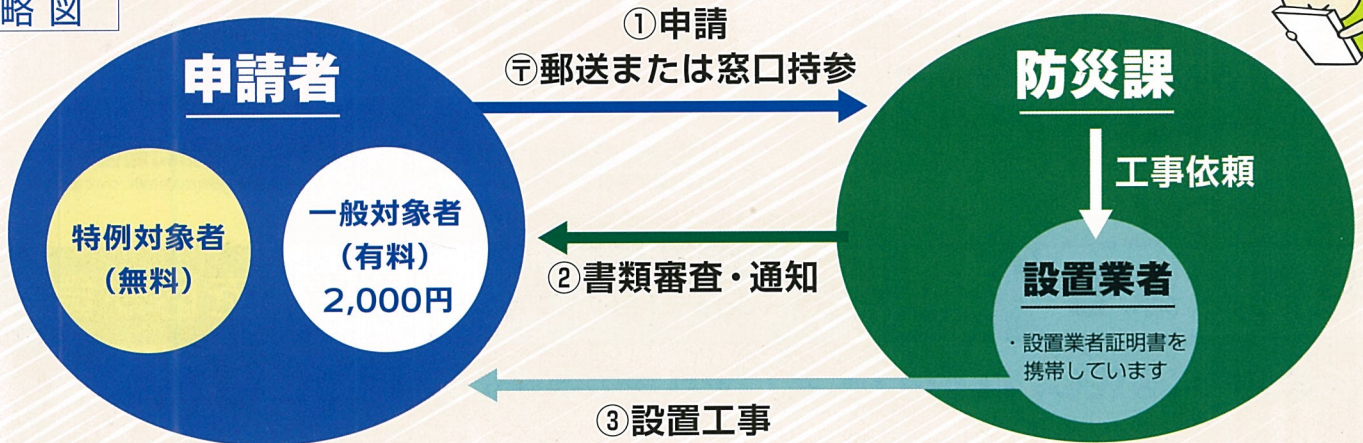 略図
①申請
〒郵送または窓口持参
申請者
特例対象者
（無料）
一般対象者
（有料）
2,000円
防災課
工事依頼
設置業者
・設置業者証明書を
携帯しています
②書類審査・通知
③設置工事